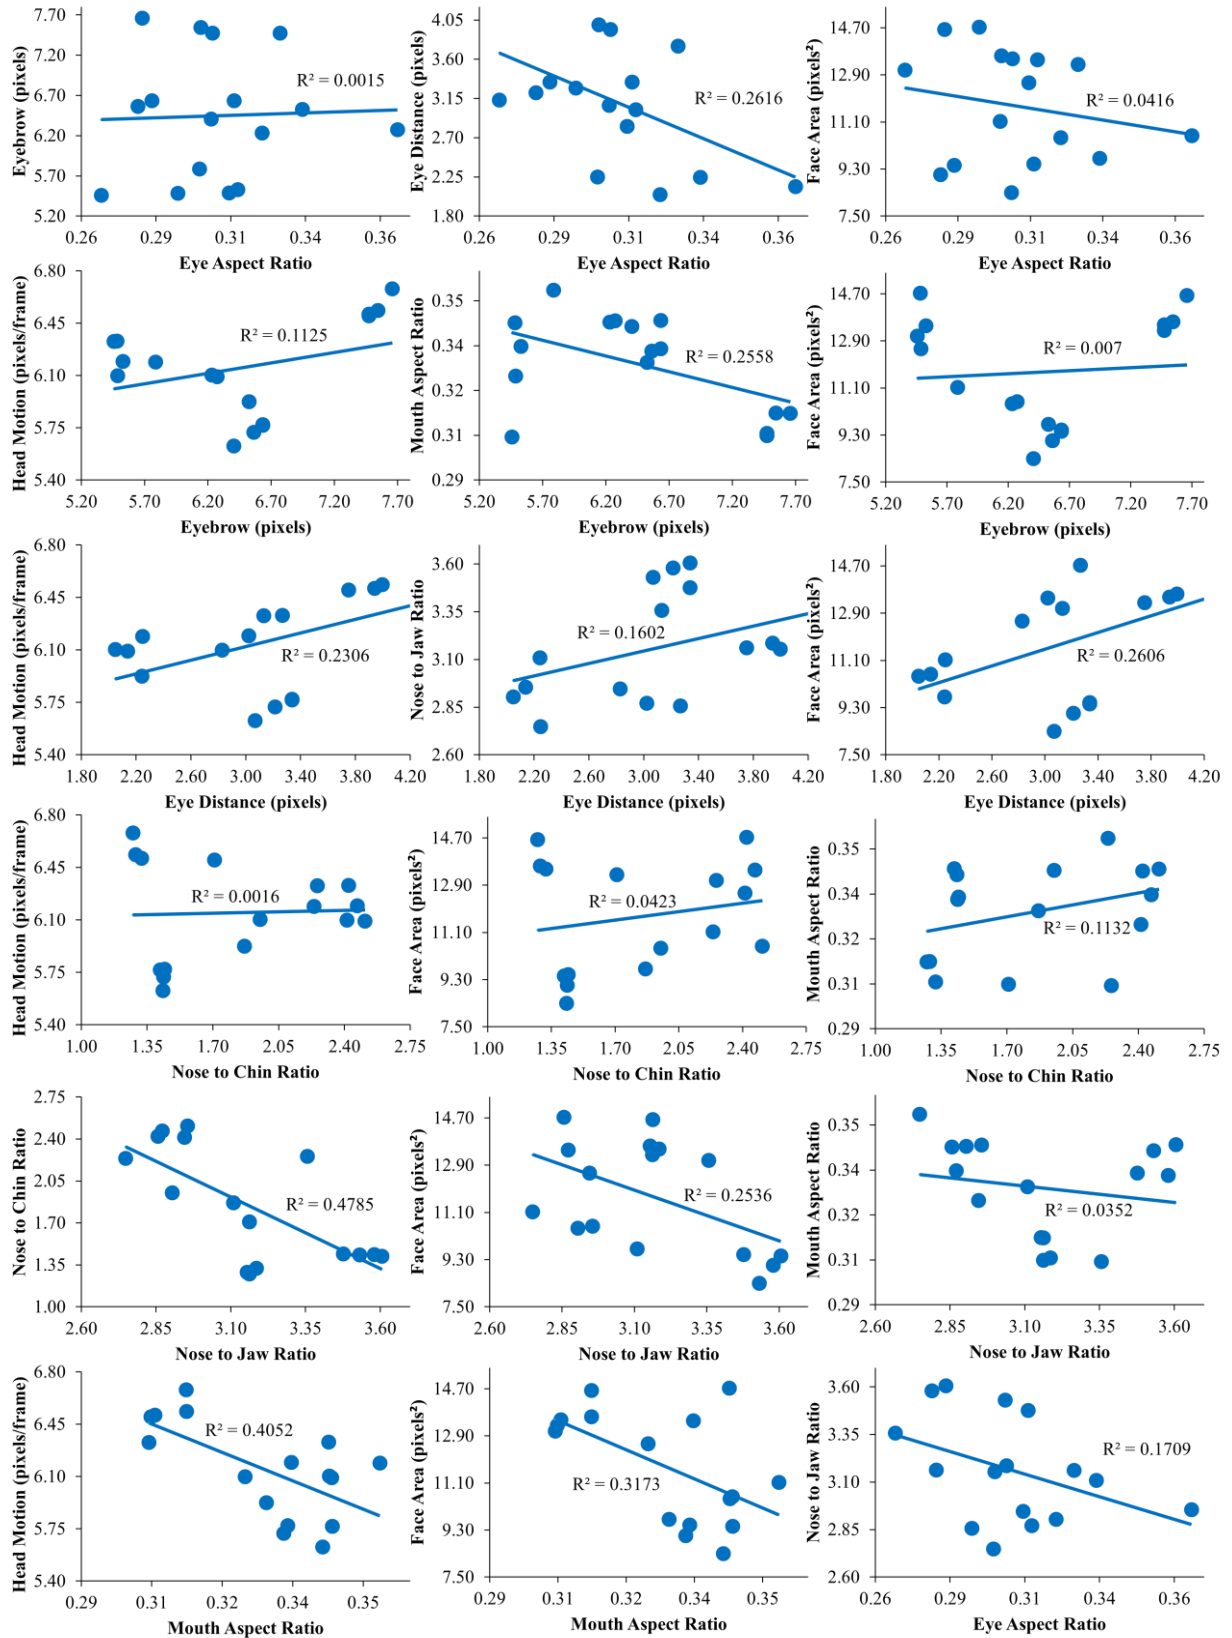 7.70
7.20
6.70
6.20
5.70
5.20
Eyebrow (pixels)
R² = 0.0015
0.26 0.29 0.31 0.34 0.36
Eye Aspect Ratio
4.05
3.60
3.15
2.70
2.25
1.80
Eye Distance (pixels)
R² = 0.2616
0.26 0.29 0.31 0.34 0.36
Eye Aspect Ratio
14.70
12.90
11.10
9.30
7.50
Face Area (pixels²)
R² = 0.0416
0.26 0.29 0.31 0.34 0.36
Eye Aspect Ratio
6.80
6.45
6.10
5.75
5.40
Head Motion (pixels/frame)
R² = 0.1125
5.20 5.70 6.20 6.70 7.20 7.70
Eyebrow (pixels)
0.35
0.34
0.32
0.31
0.29
Mouth Aspect Ratio
R² = 0.2558
5.20 5.70 6.20 6.70 7.20 7.70
Eyebrow (pixels)
14.70
12.90
11.10
9.30
7.50
Face Area (pixels²)
R² = 0.007
5.20 6.20 6.70 7.20 7.70
Eyebrow (pixels)
6.80
6.45
6.10
5.75
5.40
Head Motion (pixels/frame)
R² = 0.2306
1.80 2.20 2.60 3.00 3.40 3.80 4.20
Eye Distance (pixels)
3.60
3.35
3.10
2.85
2.60
Nose to Jaw Ratio
R² = 0.1602
1.80 2.20 2.60 3.00 3.40 3.80 4.20
Eye Distance (pixels)
14.70
12.90
11.10
9.30
7.50
Face Area (pixels²)
R² = 0.2606
1.80 2.20 2.60 3.00 3.40 3.80 4.20
Eye Distance (pixels)
6.80
6.45
6.10
5.75
5.40
Head Motion (pixels/frame)
R² = 0.0016
1.00 1.35 1.70 2.05 2.40 2.75
Nose to Chin Ratio
14.70
12.90
11.10
9.30
7.50
Face Area (pixels²)
R² = 0.0423
1.00 1.35 1.70 2.05 2.40 2.75
Nose to Chin Ratio
0.35
0.34
0.32
0.31
0.29
Mouth Aspect Ratio
R² = 0.1132
1.00 1.35 1.70 2.05 2.40 2.75
Nose to Chin Ratio
2.75
2.40
2.05
1.70
1.35
1.00
Nose to Chin Ratio
R² = 0.4785
2.60 2.85 3.10 3.35 3.60
Nose to Jaw Ratio
14.70
12.90
11.10
9.30
7.50
Face Area (pixels²)
R² = 0.2536
2.60 2.85 3.10 3.35 3.60
Nose to Jaw Ratio
0.35
0.34
0.32
0.31
0.29
Mouth Aspect Ratio
R² = 0.0352
2.60 2.85 3.10 3.35 3.60
Nose to Jaw Ratio
6.80
6.45
6.10
5.75
5.40
Head Motion (pixels/frame)
R² = 0.4052
0.29 0.31 0.32 0.34 0.35
Mouth Aspect Ratio
14.70
12.90
11.10
9.30
7.50
Face Area (pixels²)
R² = 0.3173
0.29 0.31 0.32 0.34 0.35
Mouth Aspect Ratio
3.60
3.35
3.10
2.85
2.60
Nose to Jaw Ratio
R² = 0.1709
0.26 0.29 0.31 0.34 0.36
Eye Aspect Ratio